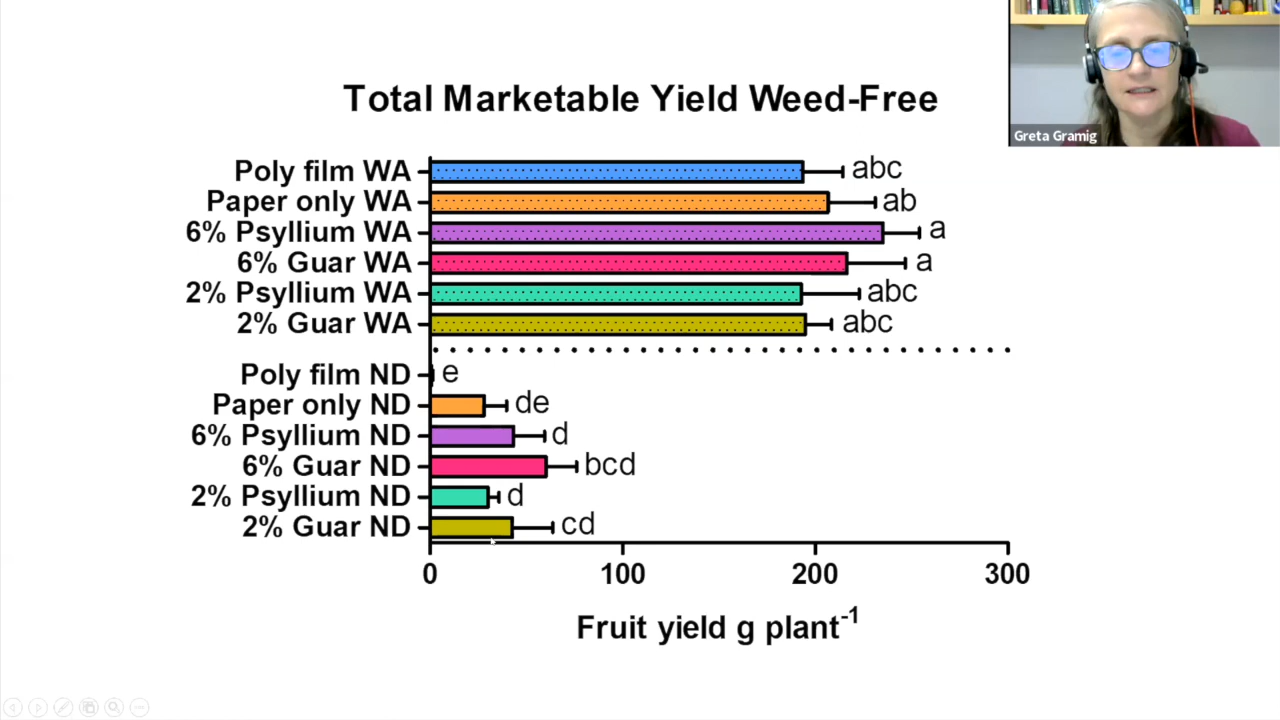 Greta Gramig
Total Marketable Yield Weed-Free
Poly film WA abc
Paper only WA ab
6% Psyllium WA a
6% Guar WA a
2% Psyllium WA abc
2% Guar WA abc
Poly film ND e
Paper only ND de
6% Psyllium ND d
6% Guar ND bcd
2% Psyllium ND d
2% Guar ND cd
0 100 200 300
Fruit yield g plant⁻¹